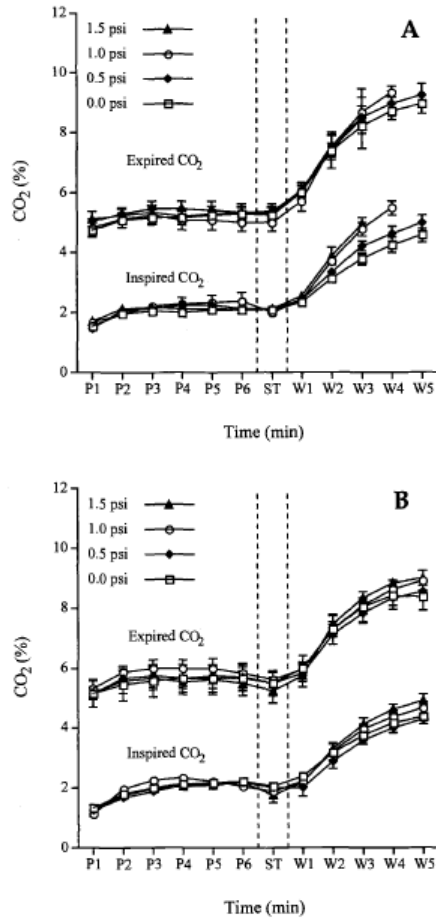 A
1.5 psi
1.0 psi
0.5 psi
0.0 psi
12
10
8
6
4
2
0
CO2 (%)
Expired CO2
Inspired CO2
P1 P2 P3 P4 P5 P6 ST W1 W2 W3 W4 W5
Time (min)
B
1.5 psi
1.0 psi
0.5 psi
0.0 psi
12
10
8
6
4
2
0
CO2 (%)
Expired CO2
Inspired CO2
P1 P2 P3 P4 P5 P6 ST W1 W2 W3 W4 W5
Time (min)